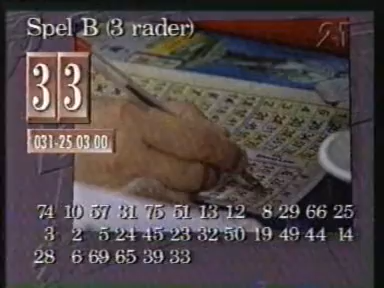 Spel B (3 rader)
33
031-25 03 00
74 10 57 31 75 51 13 12 8 29 66 25
3 2 5 24 45 23 32 50 19 49 44 14
28 6 69 65 39 33